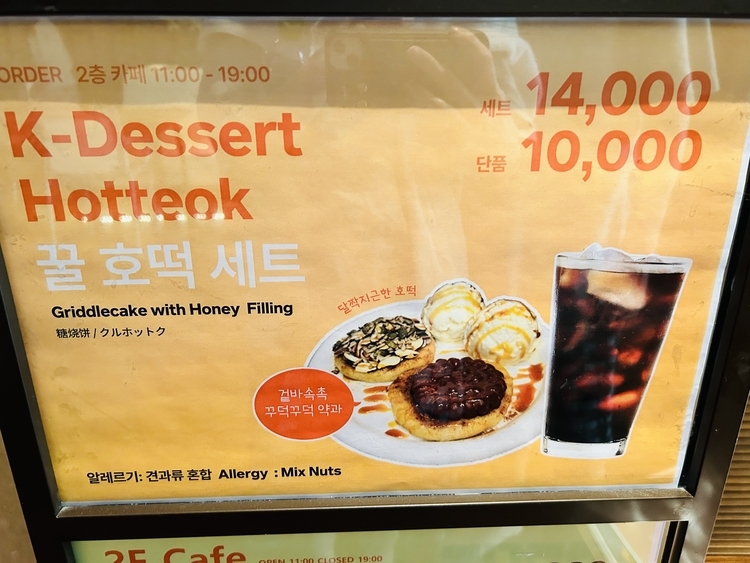 ORDER 2층 카페 11:00 - 19:00
K-Dessert
Hotteok
꿀 호떡 세트
Griddlecake with Honey Filling
糖烧饼 / クルホットク
세트 14,000
단품 10,000
달짝지근한 호떡
겉바속촉
꾸덕꾸덕 약과
알레르기: 견과류 혼합 Allergy : Mix Nuts
2F Cafe OPEN 11:00 CLOSED 19:00